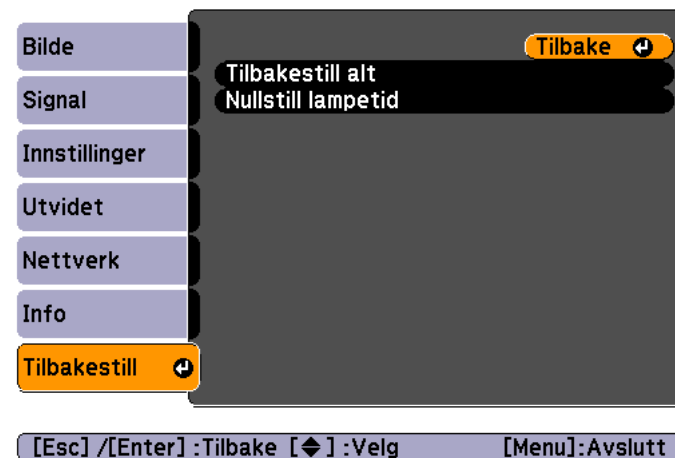 Bilde
Signal
Innstillinger
Utvidet
Nettverk
Info
Tilbakestill
Tilbake
Tilbakestill alt
Nullstill lampetid
[Esc] /[Enter] :Tilbake [◆] :Velg [Menu]:Avslutt